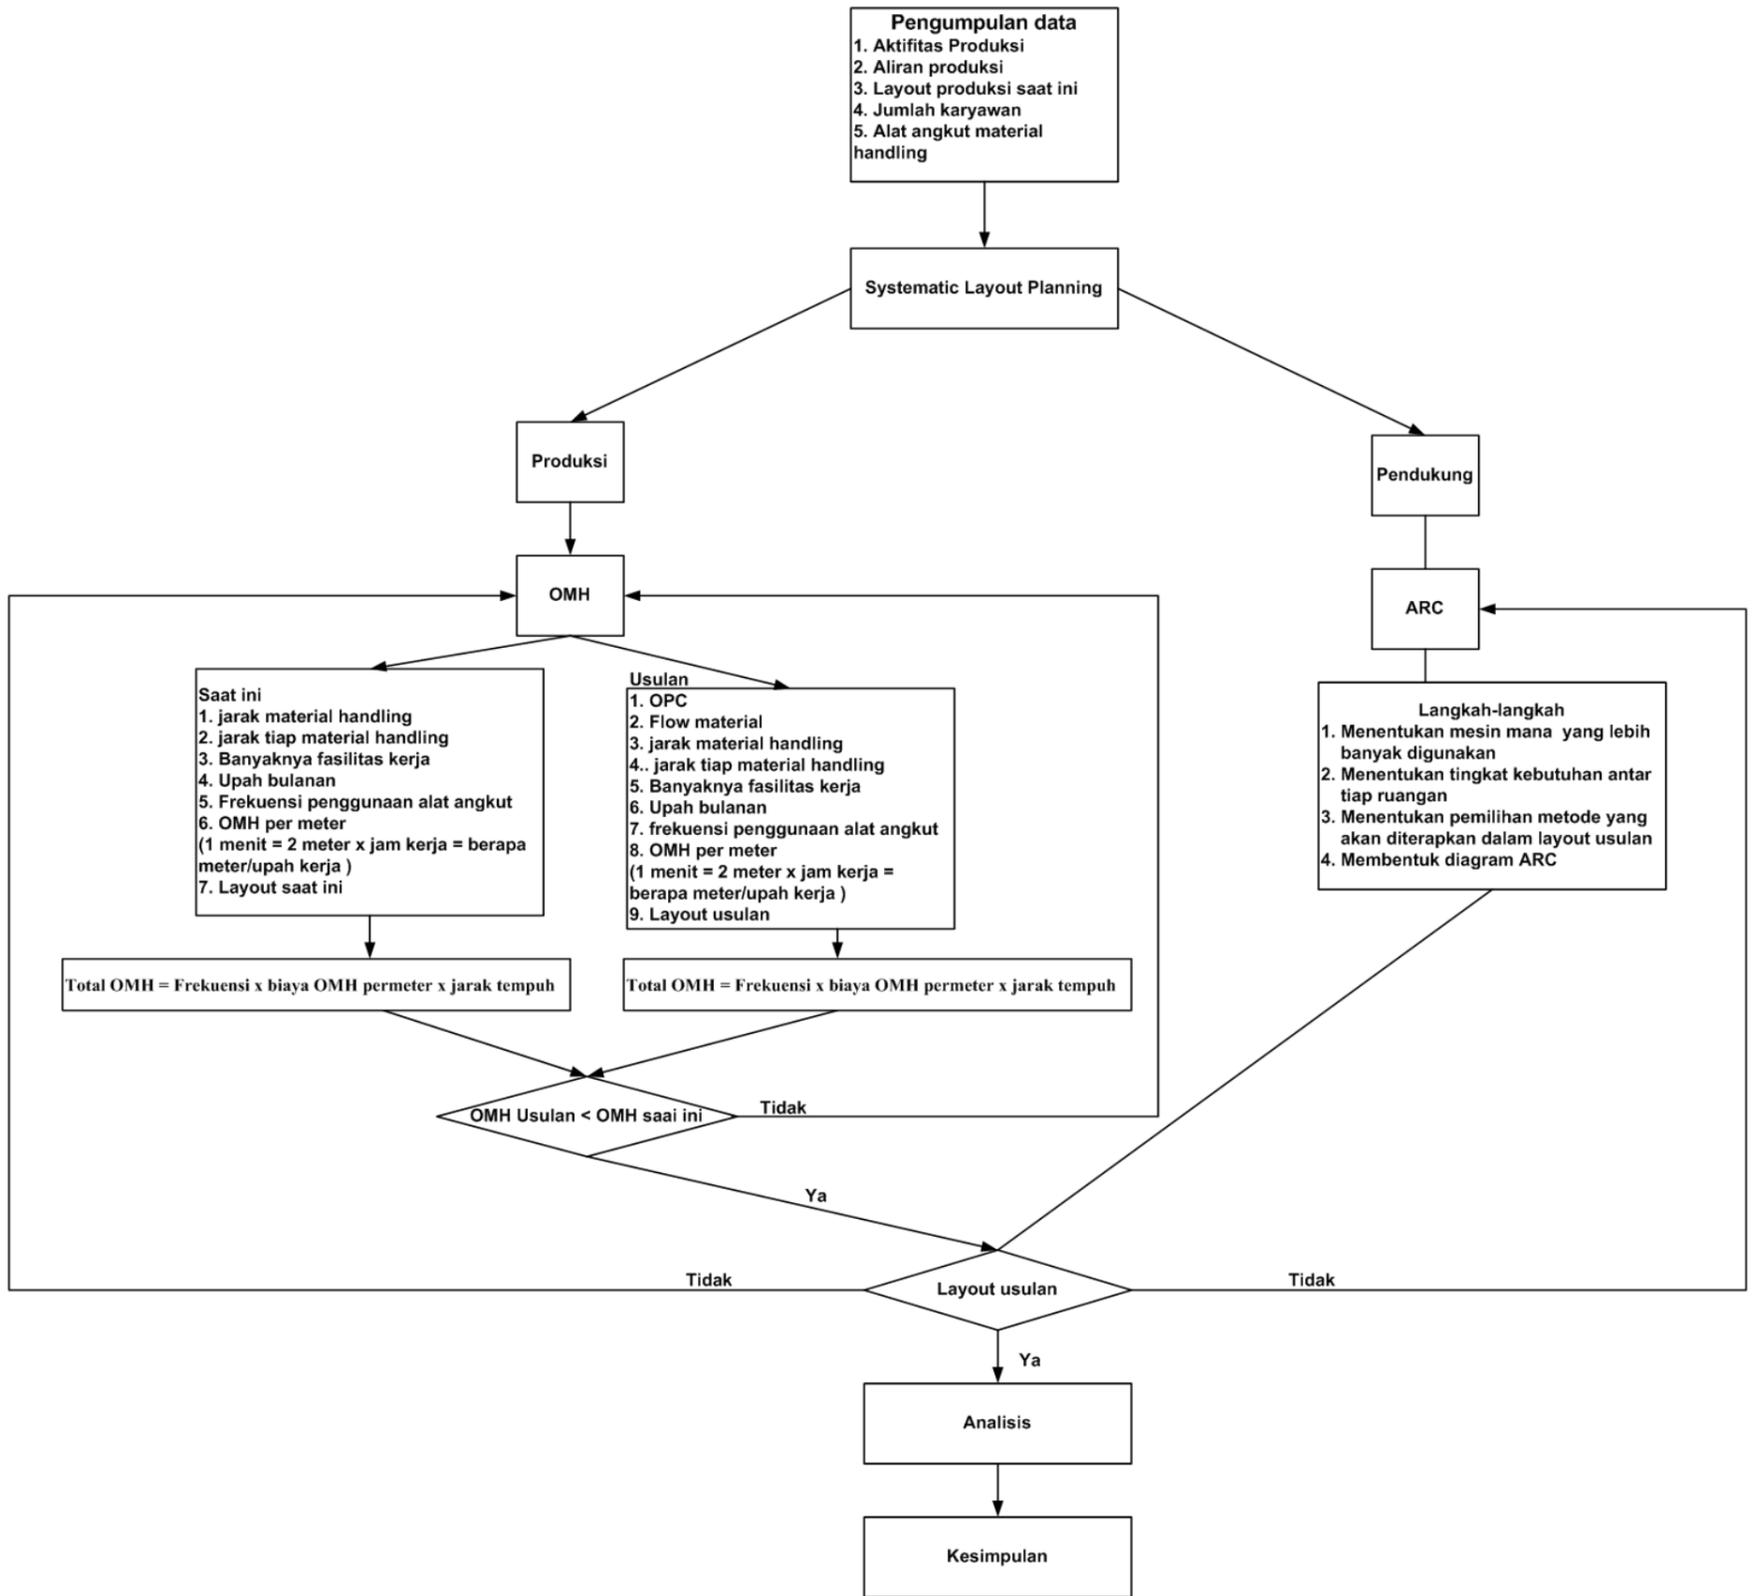 Pengumpulan data
1. Aktifitas Produksi
2. Aliran produksi
3. Layout produksi saat ini
4. Jumlah karyawan
5. Alat angkut material
handling
Systematic Layout Planning
Produksi
Pendukung
OMH
ARC
Saat ini
1. jarak material handling
2. jarak tiap material handling
3. Banyaknya fasilitas kerja
4. Upah bulanan
5. Frekuensi penggunaan alat angkut
6. OMH per meter
(1 menit = 2 meter x jam kerja = berapa
meter/upah kerja )
7. Layout saat ini
Usulan
1. OPC
2. Flow material
3. jarak material handling
4.. jarak tiap material handling
5. Banyaknya fasilitas kerja
6. Upah bulanan
7. frekuensi penggunaan alat angkut
8. OMH per meter
(1 menit = 2 meter x jam kerja =
berapa meter/upah kerja )
9. Layout usulan
Langkah-langkah
1. Menentukan mesin mana yang lebih
banyak digunakan
2. Menentukan tingkat kebutuhan antar
tiap ruangan
3. Menentukan pemilihan metode yang
akan diterapkan dalam layout usulan
4. Membentuk diagram ARC
Total OMH = Frekuensi x biaya OMH permeter x jarak tempuh
Total OMH = Frekuensi x biaya OMH permeter x jarak tempuh
OMH Usulan < OMH saai ini
Tidak
Ya
Tidak
Layout usulan
Tidak
Ya
Analisis
Kesimpulan